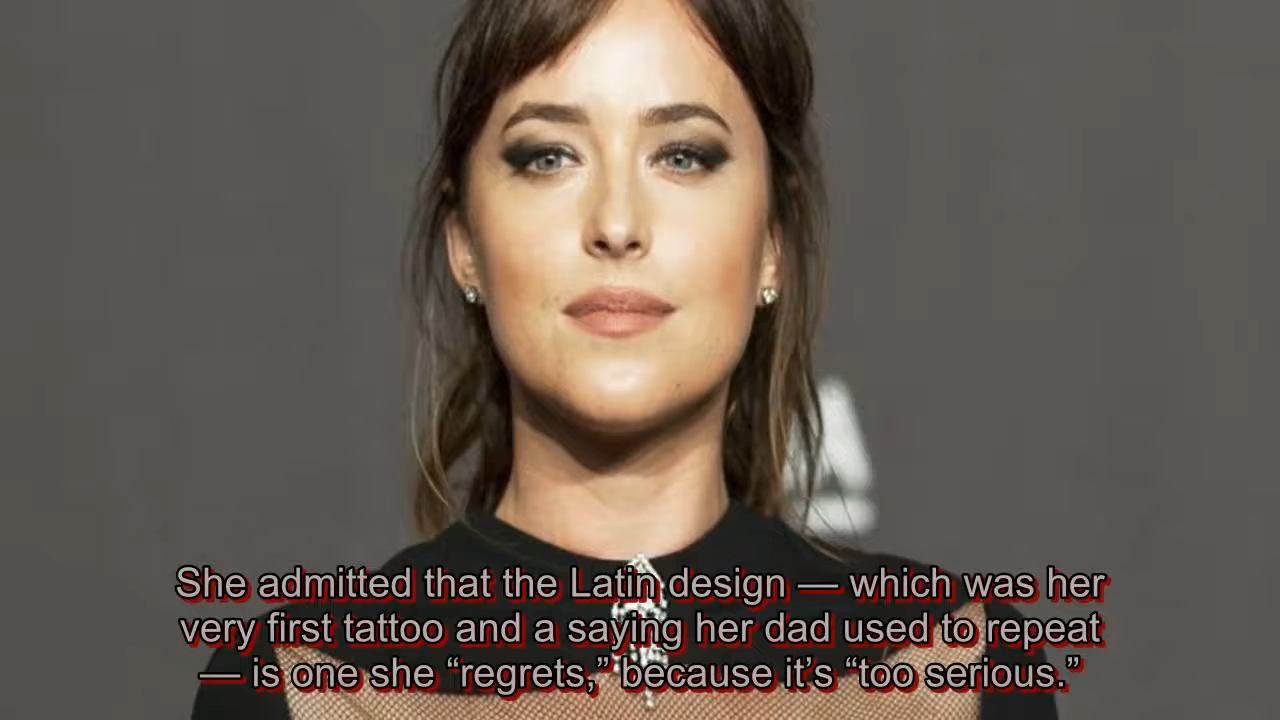 She admitted that the Latin design — which was her
very first tattoo and a saying her dad used to repeat
— is one she “regrets,” because it’s “too serious.”